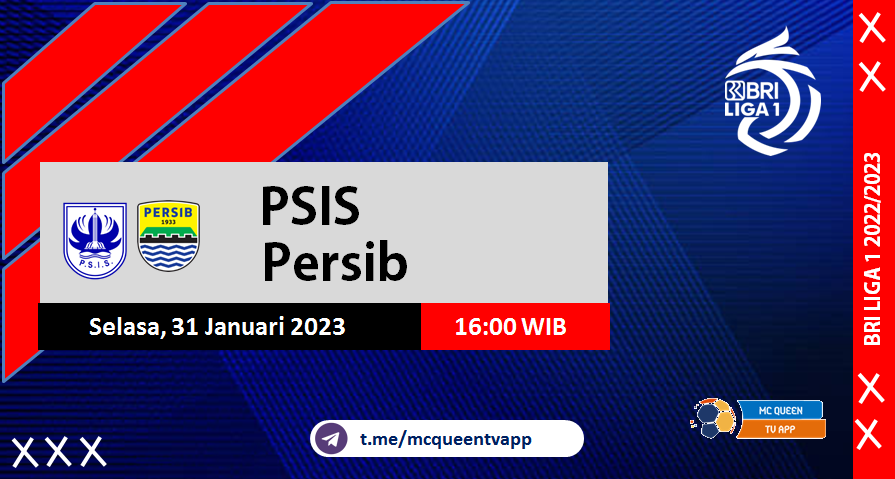 BRI
LIGA 1
P.S.I.S.
PERSIB
1933
PSIS
Persib
Selasa, 31 Januari 2023
16:00 WIB
BRI LIGA 1 2022/2023
MC QUEEN
TV APP
t.me/mcqueentvapp
XXX